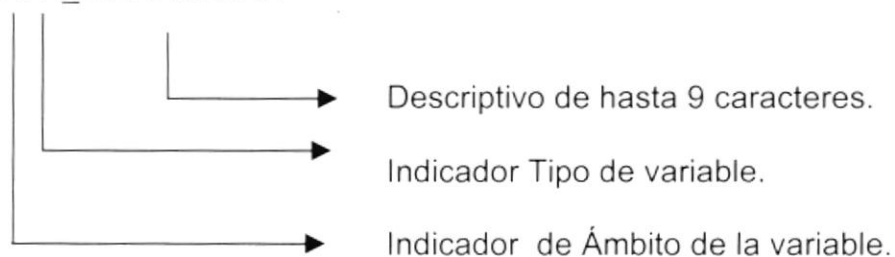 Descriptivo de hasta 9 caracteres.
Indicador Tipo de variable.
Indicador de Ámbito de la variable.